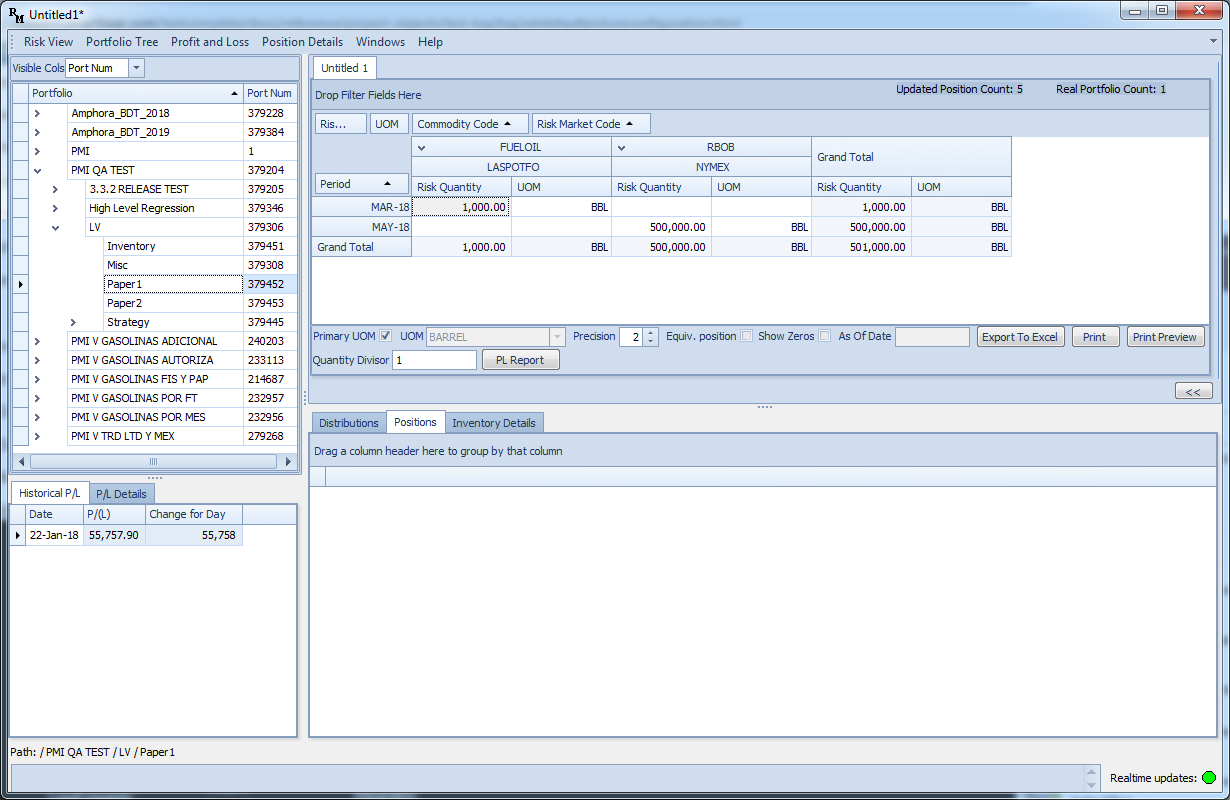 RM Untitled1*
Risk View Portfolio Tree Profit and Loss Position Details Windows Help
Visible Cols Port Num
Portfolio Port Num
Amphora_BDT_2018 379228
Amphora_BDT_2019 379384
PMI 1
PMI QA TEST 379204
3.3.2 RELEASE TEST 379205
High Level Regression 379346
LV 379306
Inventory 379451
Misc 379308
Paper1 379452
Paper2 379453
Strategy 379445
PMI V GASOLINAS ADICIONAL 240203
PMI V GASOLINAS AUTORIZA 233113
PMI V GASOLINAS FIS Y PAP 214687
PMI V GASOLINAS POR FT 232957
PMI V GASOLINAS POR MES 232956
PMI V TRD LTD Y MEX 279268
Historical P/L P/L Details
Date P/(L) Change for Day
22-Jan-18 55,757.90 55,758
Untitled 1
Drop Filter Fields Here Updated Position Count: 5 Real Portfolio Count: 1
Ris... UOM Commodity Code Risk Market Code
FUELOIL RBOB Grand Total
LASPOTFO NYMEX
Period Risk Quantity UOM Risk Quantity UOM Risk Quantity UOM
MAR-18 1,000.00 BBL 1,000.00 BBL
MAY-18 500,000.00 BBL 500,000.00 BBL
Grand Total 1,000.00 BBL 500,000.00 BBL 501,000.00 BBL
Primary UOM UOM BARREL Precision 2 Equiv. position Show Zeros As Of Date Export To Excel Print Print Preview
Quantity Divisor 1 PL Report
<<
Distributions Positions Inventory Details
Drag a column header here to group by that column
Path: / PMI QA TEST / LV / Paper1
Realtime updates: